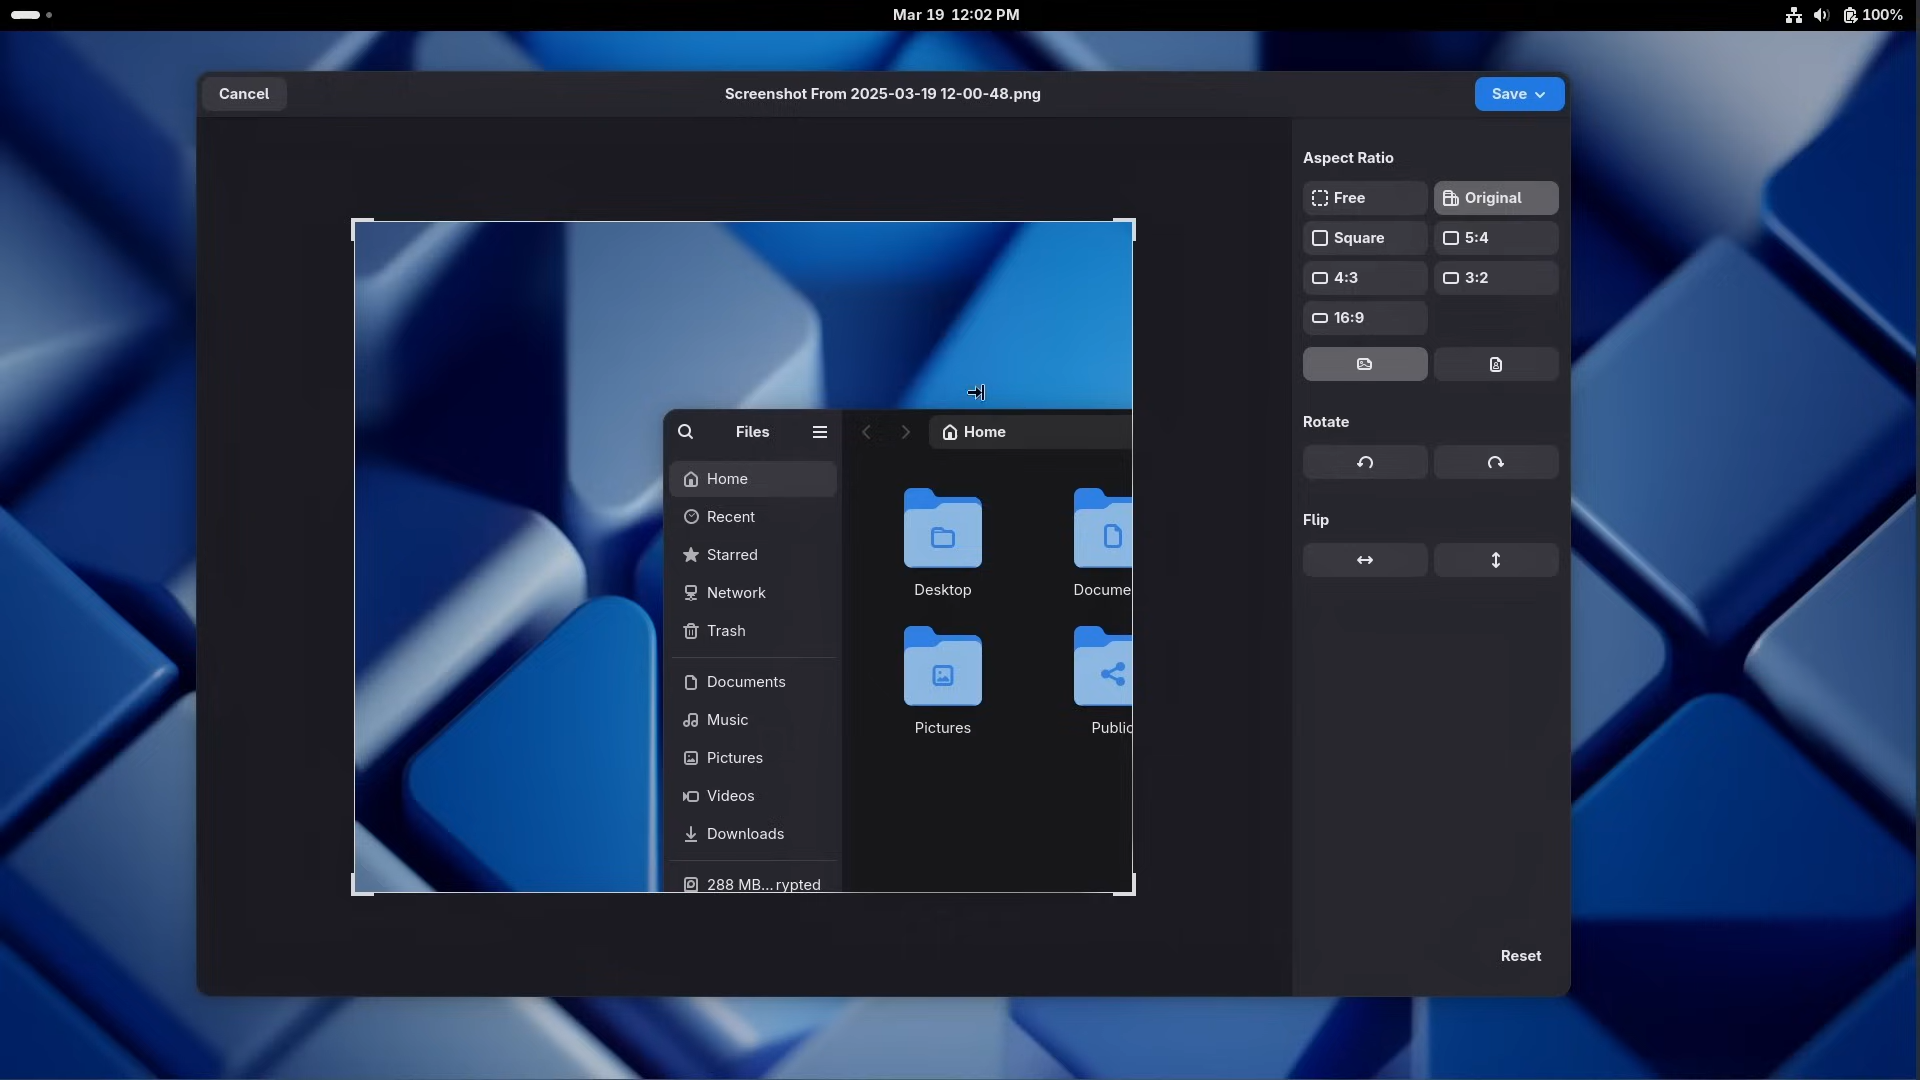 Mar 19 12:02 PM
100%
Cancel
Screenshot From 2025-03-19 12-00-48.png
Save
Aspect Ratio
Free
Original
Square
5:4
4:3
3:2
16:9
Rotate
Flip
Reset
Files
Home
Home
Recent
Starred
Network
Trash
Documents
Music
Pictures
Videos
Downloads
288 MB...rypted
Desktop
Docume
Pictures
Public